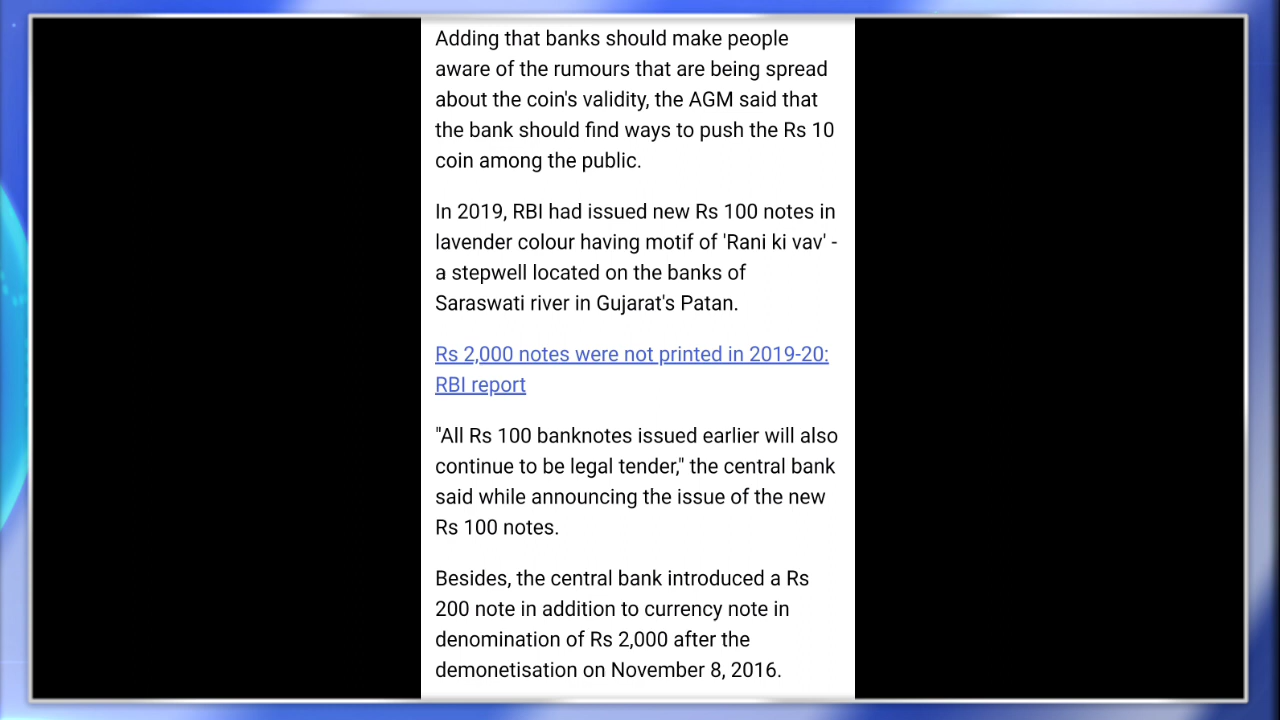 Adding that banks should make people
aware of the rumours that are being spread
about the coin's validity, the AGM said that
the bank should find ways to push the Rs 10
coin among the public.
In 2019, RBI had issued new Rs 100 notes in
lavender colour having motif of 'Rani ki vav' -
a stepwell located on the banks of
Saraswati river in Gujarat's Patan.
Rs 2,000 notes were not printed in 2019-20:
RBI report
"All Rs 100 banknotes issued earlier will also
continue to be legal tender," the central bank
said while announcing the issue of the new
Rs 100 notes.
Besides, the central bank introduced a Rs
200 note in addition to currency note in
denomination of Rs 2,000 after the
demonetisation on November 8, 2016.